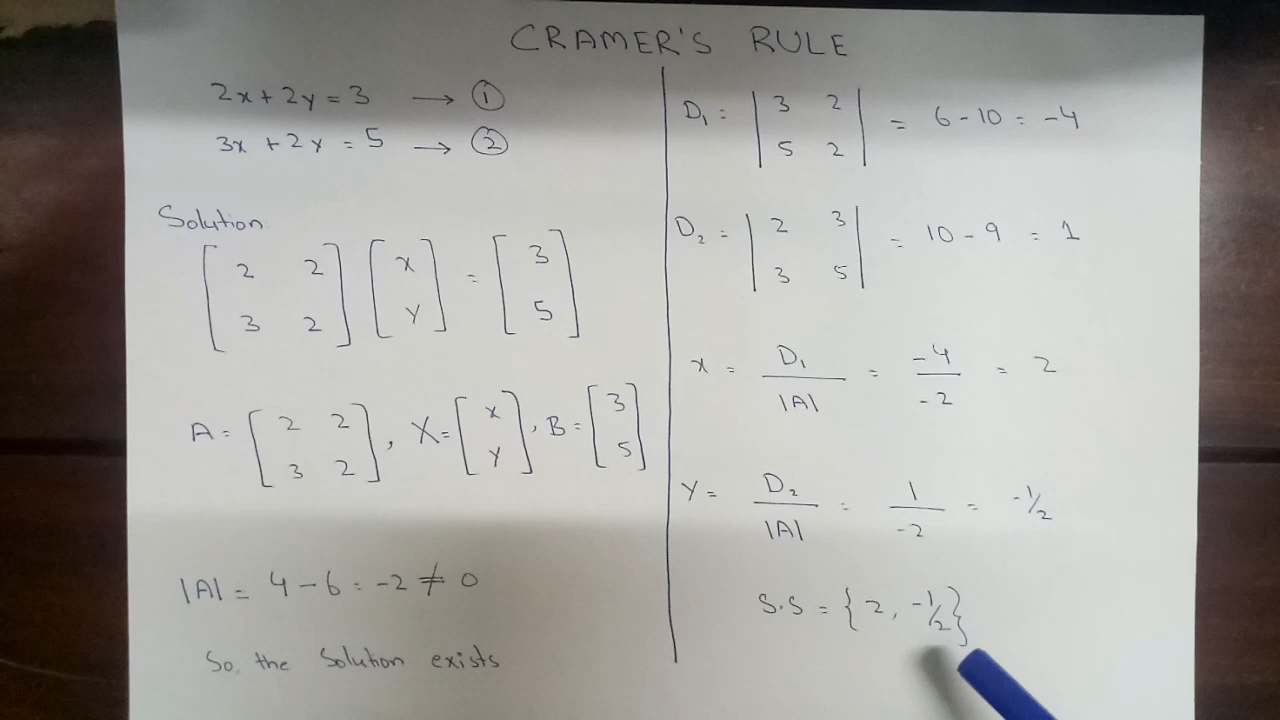 CRAMER'S RULE
2x+2y=3 → ①
3x+2y=5 → ②
Solution
[2 2
3 2] [x
y] = [3
5]
A = [2 2
3 2], X = [x
y], B = [3
5]
|A| = 4-6 = -2 ≠ 0
So, the Solution exists
D₁ = |3 2
5 2| = 6-10 = -4
D₂ = |2 3
3 5| = 10-9 = 1
x = D₁/|A| = -4/-2 = 2
y = D₂/|A| = 1/-2 = -1/2
S.S = {2, -1/2}